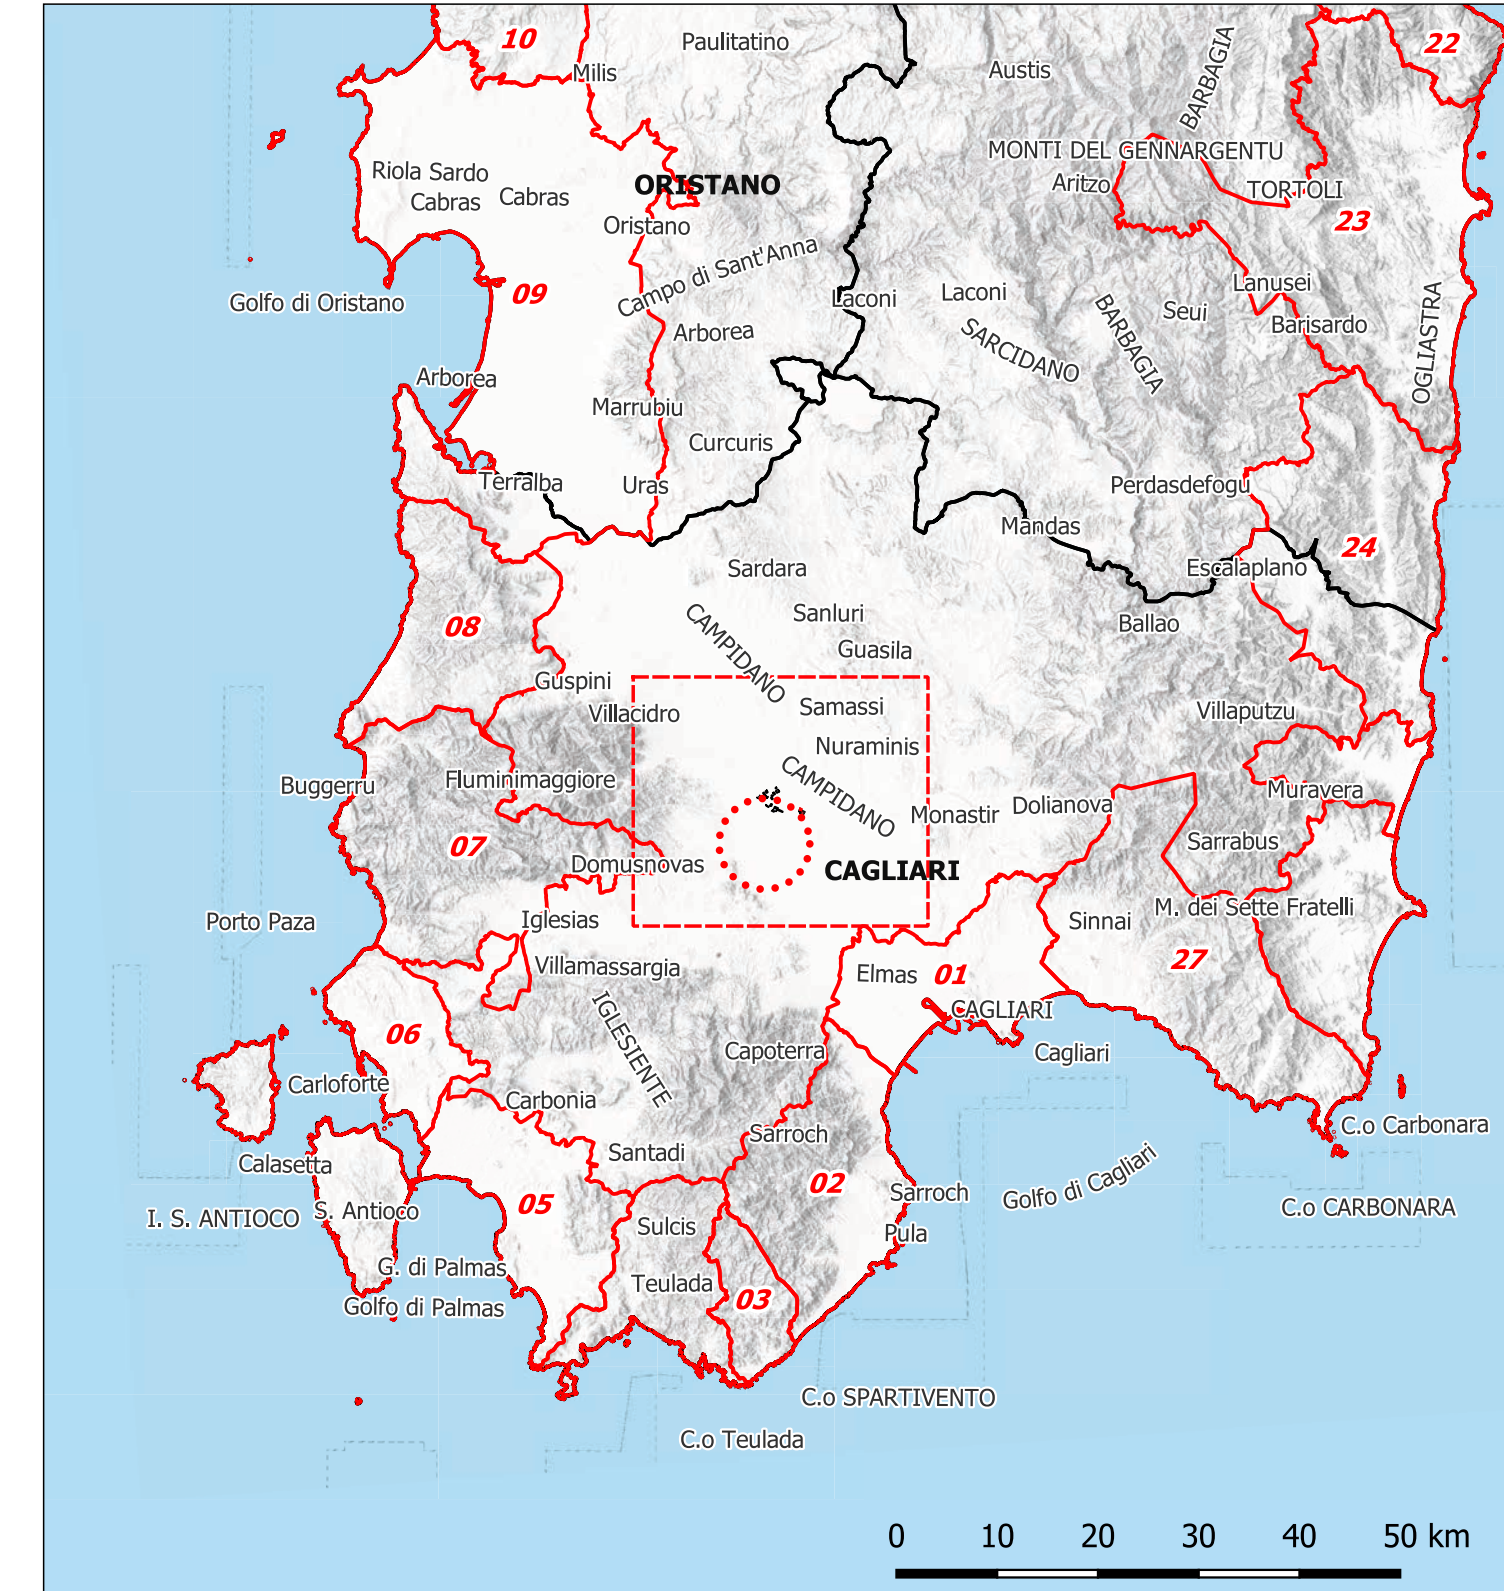 10
Paulitatino
22
Milis
Austis
BARBAGIA
MONTI DEL GENNARGENTU
Riola Sardo
Cabras
Cabras
ORISTANO
Aritzo
TORTOLI
23
Oristano
Campo di Sant'Anna
Golfo di Oristano
09
Laconi
Laconi
Lanusei
Seui
BARBAGIA
Barisardo
OGLIASTRA
SARCIDANO
Arborea
Arborea
Marrubiu
Curcuris
Terralba
Uras
Perdasdefogu
Mandas
24
Sardara
Escalaplano
08
CAMPIDANO
Sanluri
Ballao
Guasila
Guspini
Villacidro
Samassi
Villaputzu
Nuraminis
Buggerru
Fluminimaggiore
CAMPIDANO
Muravera
Monastir
Dolianova
07
Sarrabus
Domusnovas
CAGLIARI
Porto Paza
Iglesias
Sinnai
M. dei Sette Fratelli
Villamassargia
Elmas
01
27
IGLESIENTE
CAGLIARI
06
Capoterra
Cagliari
Carloforte
Carbonia
Sarroch
C.o Carbonara
Santadi
Calasetta
02
Sarroch
Golfo di Cagliari
I. S. ANTIOCO
S. Antioco
05
Sulcis
C.o CARBONARA
Pula
G. di Palmas
Teulada
Golfo di Palmas
03
C.o SPARTIVENTO
C.o Teulada
0 10 20 30 40 50 km